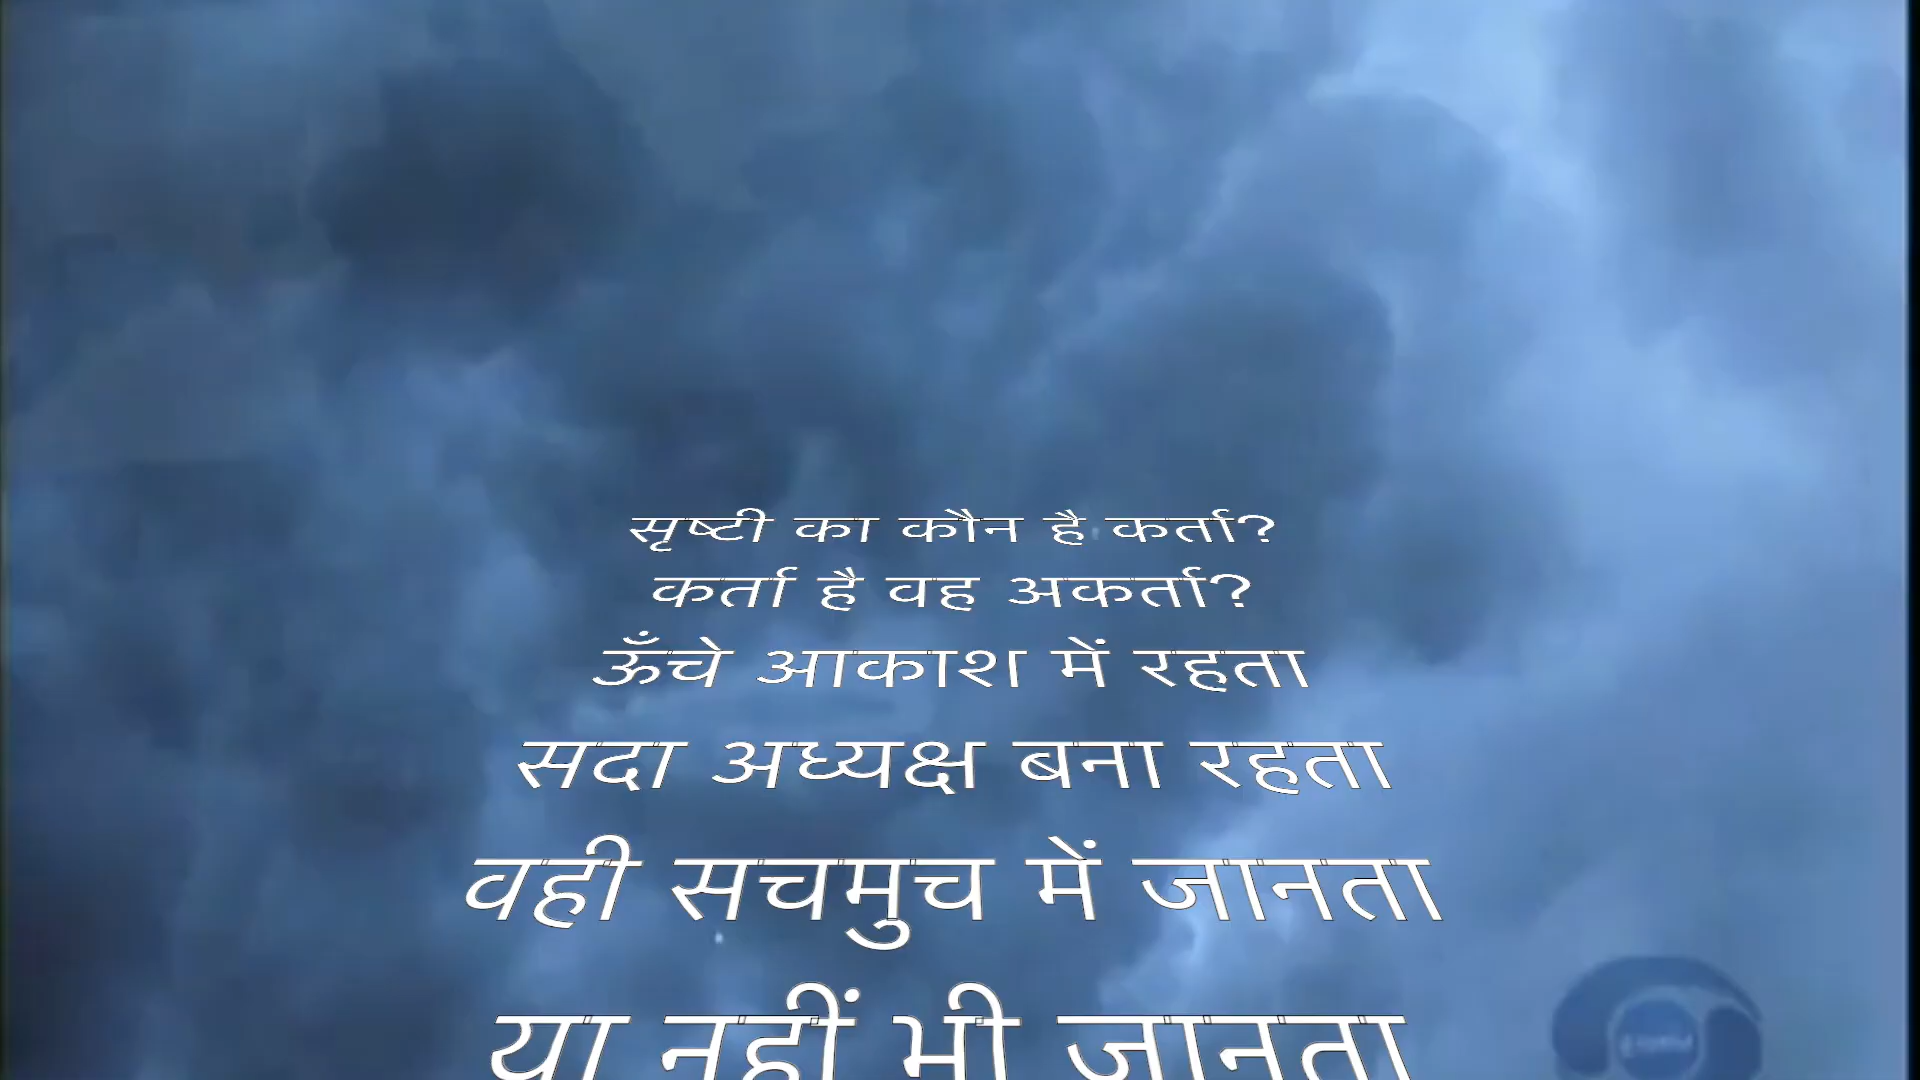 सृष्टी का कौन है कर्ता?
कर्ता है वह अकर्ता?
ऊँचे आकाश में रहता
सदा अध्यक्ष बना रहता
वही सचमुच में जानता
या नहीं भी जानता